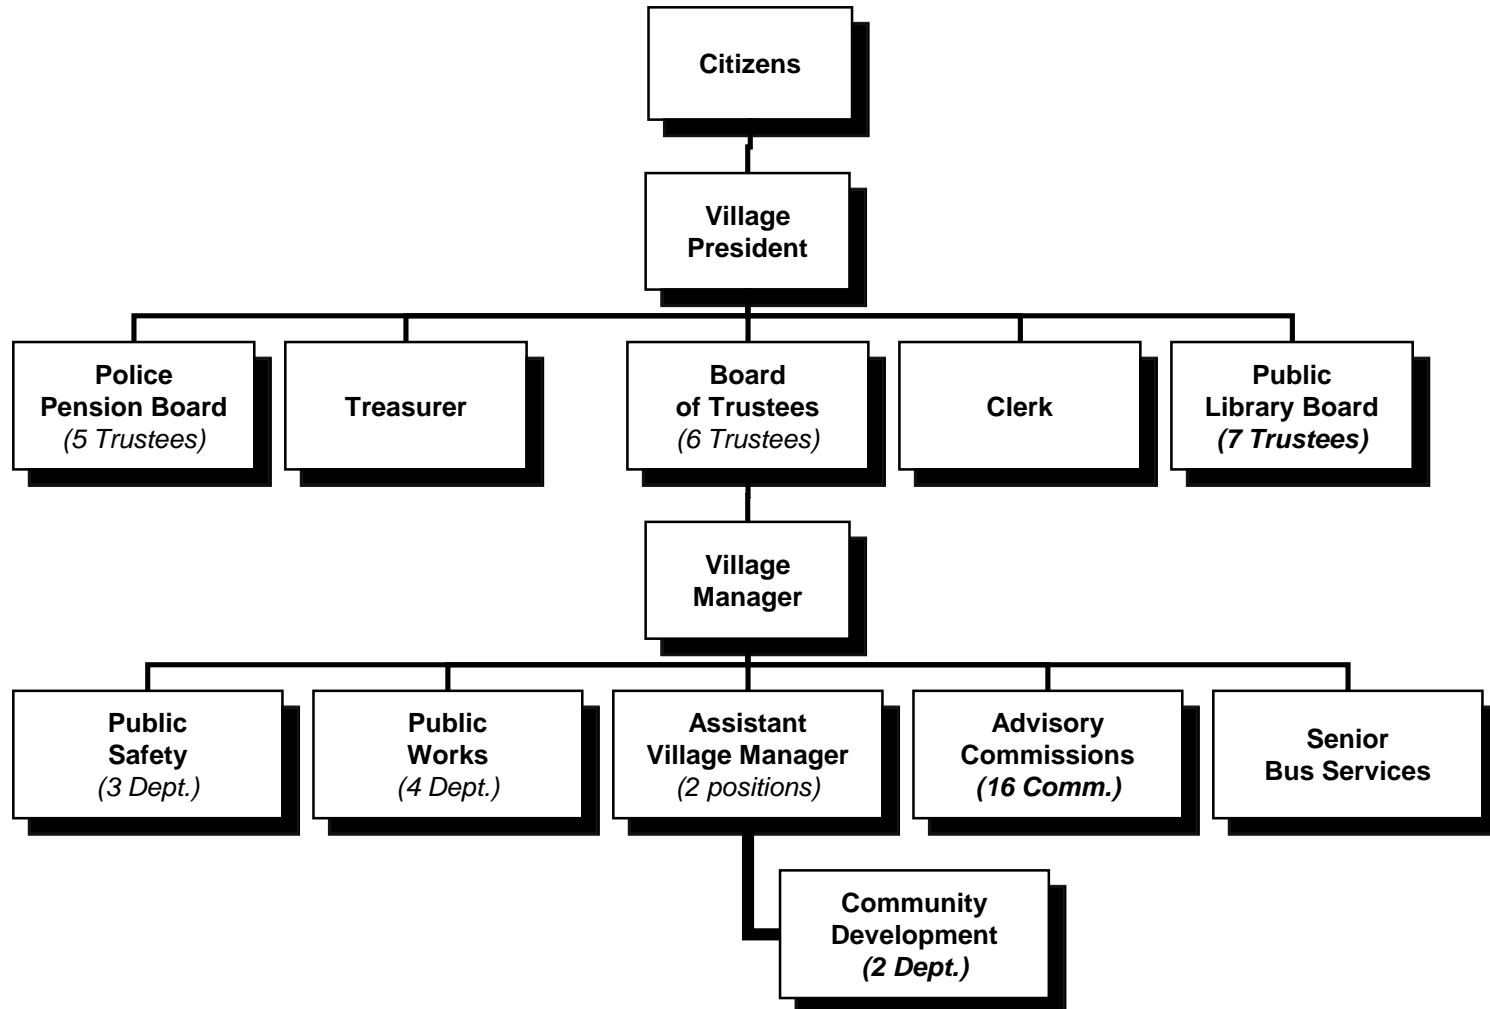 Citizens
Village
President
Police
Pension Board
(5 Trustees)
Treasurer
Board
of Trustees
(6 Trustees)
Clerk
Public
Library Board
(7 Trustees)
Village
Manager
Public
Safety
(3 Dept.)
Public
Works
(4 Dept.)
Assistant
Village Manager
(2 positions)
Advisory
Commissions
(16 Comm.)
Senior
Bus Services
Community
Development
(2 Dept.)